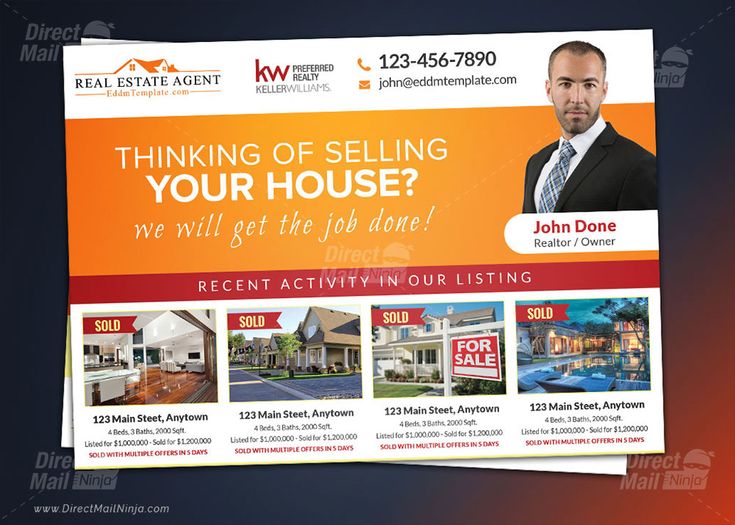 Direct
Mail Ninja
REAL ESTATE AGENT
EddmTemplate.com
kw PREFERRED
REALTY
KELLERWILLIAMS.
123-456-7890
john@eddmtemplate.com
THINKING OF SELLING
YOUR HOUSE?
we will get the job done!
John Done
Realtor / Owner
Direct
Mail Ninja
RECENT ACTIVITY IN OUR LISTING
SOLD
SOLD
SOLD
SOLD
FOR
SALE
123 Main Steet, Anytown
4 Beds, 3 Baths, 2000 Sqft.
Listed for $1,000,000 - Sold for $1,200,000
SOLD WITH MULTIPLE OFFERS IN 5 DAYS
123 Main Steet, Anytown
4 Beds, 3 Baths, 2000 Sqft.
Listed for $1,000,000 - Sold for $1,200,000
SOLD WITH MULTIPLE OFFERS IN 5 DAYS
123 Main Steet, Anytown
4 Beds, 3 Baths, 2000 Sqft.
Listed for $1,000,000 - Sold for $1,200,000
SOLD WITH MULTIPLE OFFERS IN 5 DAYS
123 Main Steet, Anytown
4 Beds, 3 Baths, 2000 Sqft.
Listed for $1,000,000 - Sold for $1,200,000
SOLD WITH MULTIPLE OFFERS IN 5 DAYS
Direct
Mail Ninja
Direct
Mail Ninja
www.DirectMailNinja.com